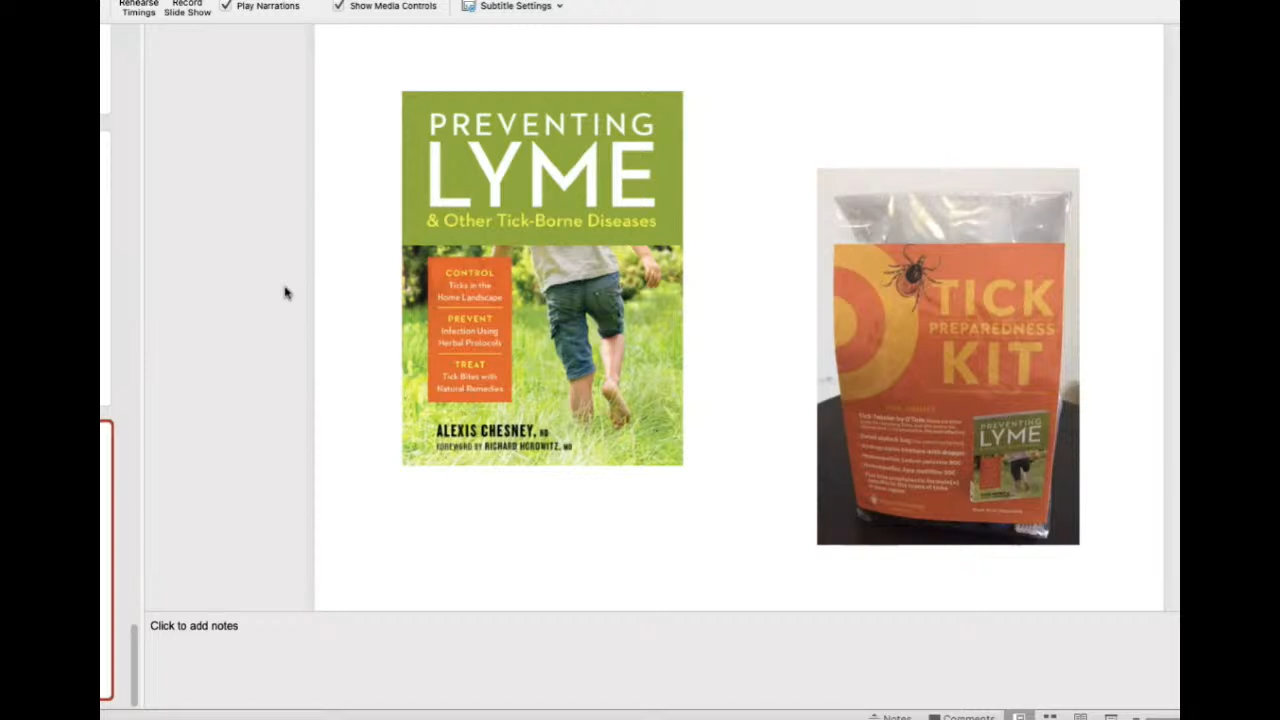 Rehearse
Timings
Record
Slide Show
Play Narrations
Show Media Controls
Subtitle Settings
PREVENTING
LYME
& Other Tick-Borne Diseases
CONTROL
Ticks in the
Home Landscape
PREVENT
Infection Using
Herbal Protocols
TREAT
Tick Bites with
Natural Remedies
ALEXIS CHESNEY, ND
FOREWORD BY RICHARD HOROWITZ, MD
TICK
PREPAREDNESS
KIT
PREVENTING
LYME
Click to add notes
Notes
Comments